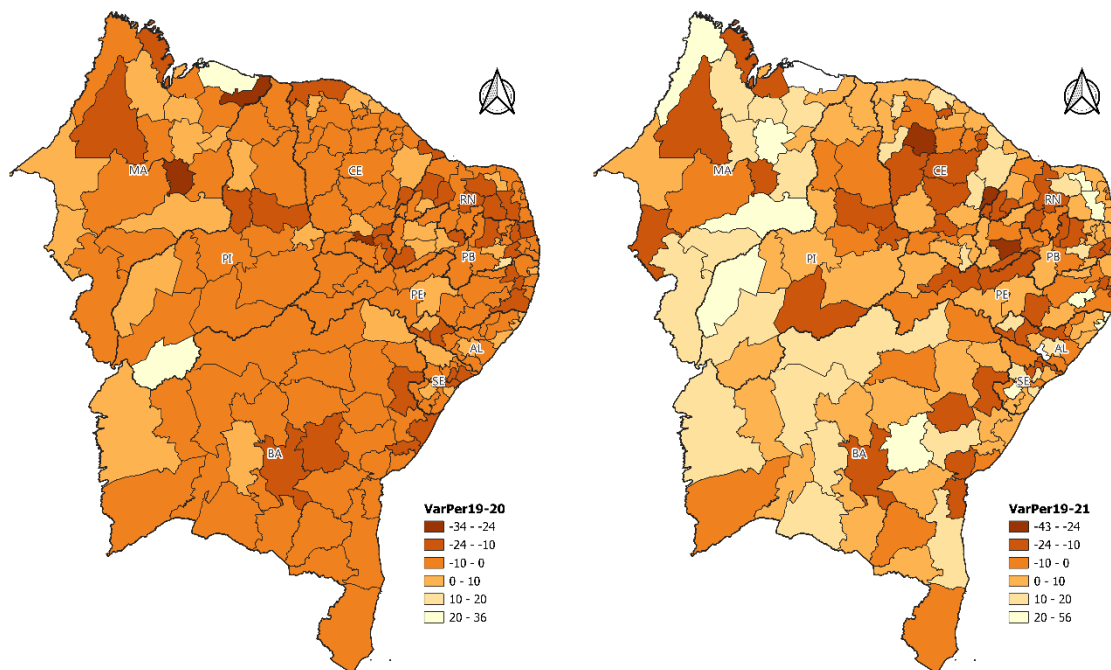 MA
CE
RN
PI
PB
PE
AL
SE
BA
VarPer19-20
-34 - -24
-24 - -10
-10 - 0
0 - 10
10 - 20
20 - 36
MA
CE
RN
PI
PB
PE
AL
SE
BA
VarPer19-21
-43 - -24
-24 - -10
-10 - 0
0 - 10
10 - 20
20 - 56